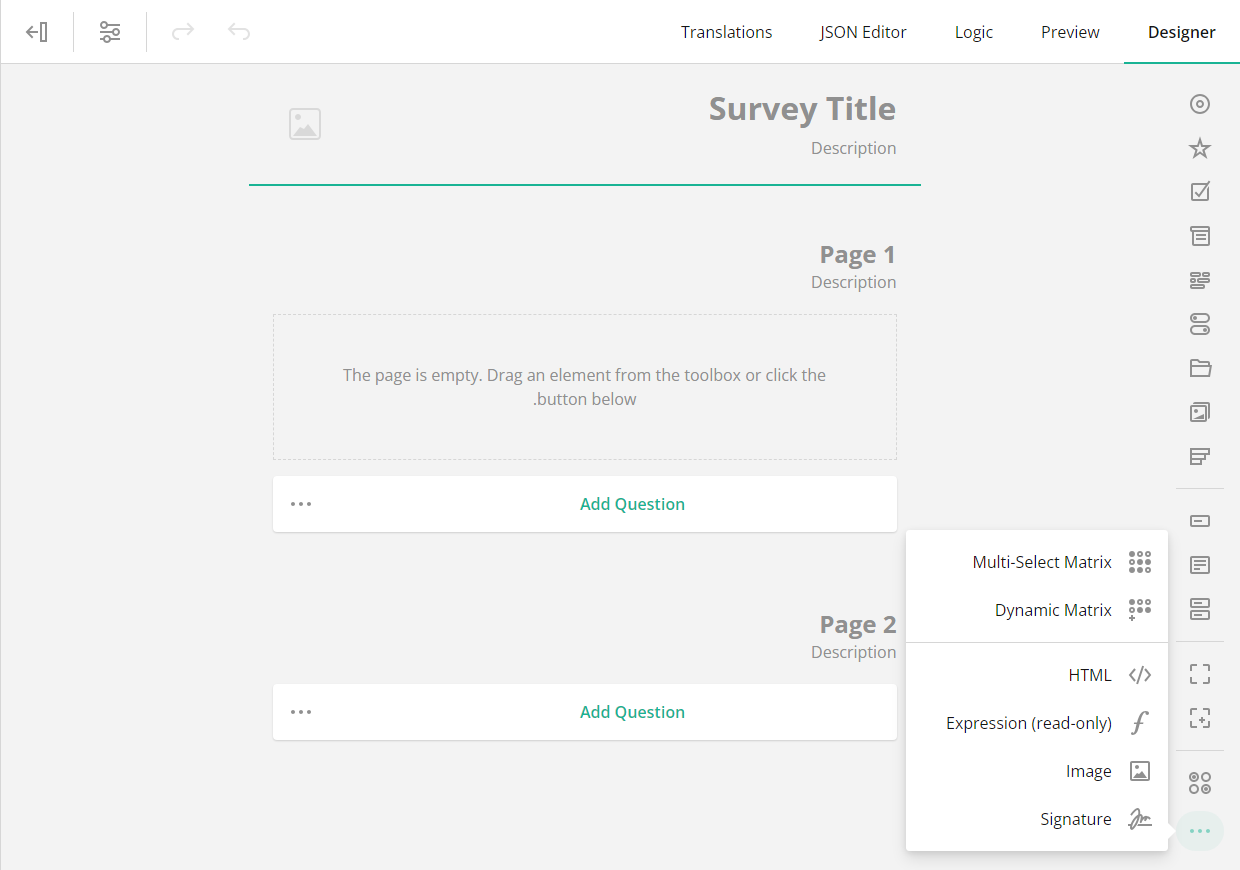 Translations
JSON Editor
Logic
Preview
Designer
Survey Title
Description
Page 1
Description
The page is empty. Drag an element from the toolbox or click the
.button below
Add Question
Page 2
Description
Add Question
Multi-Select Matrix
Dynamic Matrix
HTML
Expression (read-only)
Image
Signature